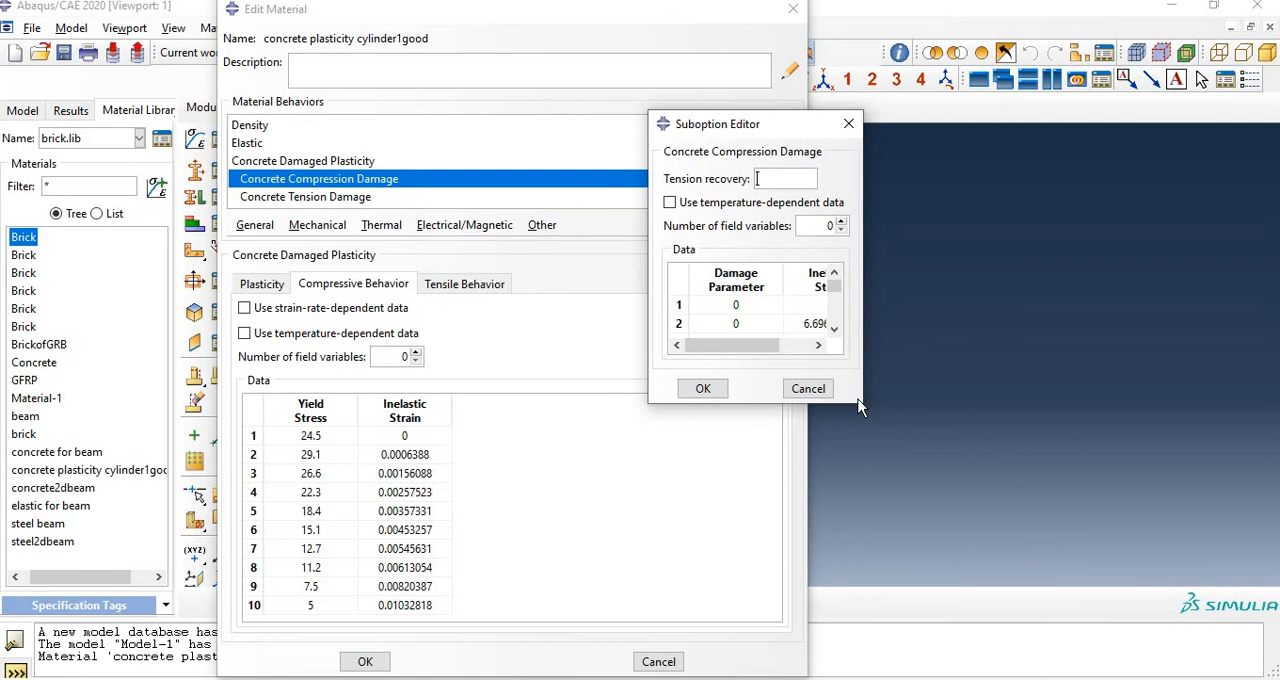 Abaqus/CAE 2020 [Viewport: 1]
File Model Viewport View
Model Results Material Librar
Name: brick.lib
Materials
Filter: *
Tree List
Brick
Brick
Brick
Brick
Brick
Brick
BrickofGRB
Concrete
GFRP
Material-1
beam
brick
concrete for beam
concrete plasticity cylinder1goo
concrete2dbeam
elastic for beam
steel beam
steel2dbeam
Specification Tags
(XYZ)
Edit Material
Name: concrete plasticity cylinder1good
Description:
Material Behaviors
Density
Elastic
Concrete Damaged Plasticity
Concrete Compression Damage
Concrete Tension Damage
General Mechanical Thermal Electrical/Magnetic Other
Concrete Damaged Plasticity
Plasticity Compressive Behavior Tensile Behavior
Use strain-rate-dependent data
Use temperature-dependent data
Number of field variables: 0
Data
Yield Stress Inelastic Strain
1 24.5 0
2 29.1 0.0006388
3 26.6 0.00156088
4 22.3 0.00257523
5 18.4 0.00357331
6 15.1 0.00453257
7 12.7 0.00545631
8 11.2 0.00613054
9 7.5 0.00820387
10 5 0.01032818
OK Cancel
Suboption Editor
Concrete Compression Damage
Tension recovery:
Use temperature-dependent data
Number of field variables: 0
Data
Damage Parameter Ine St
1 0
2 0 6.696
OK Cancel
1 2 3 4
A
SIMULIA
A new model database has
The model "Model-1" has
Material 'concrete plast
>>>